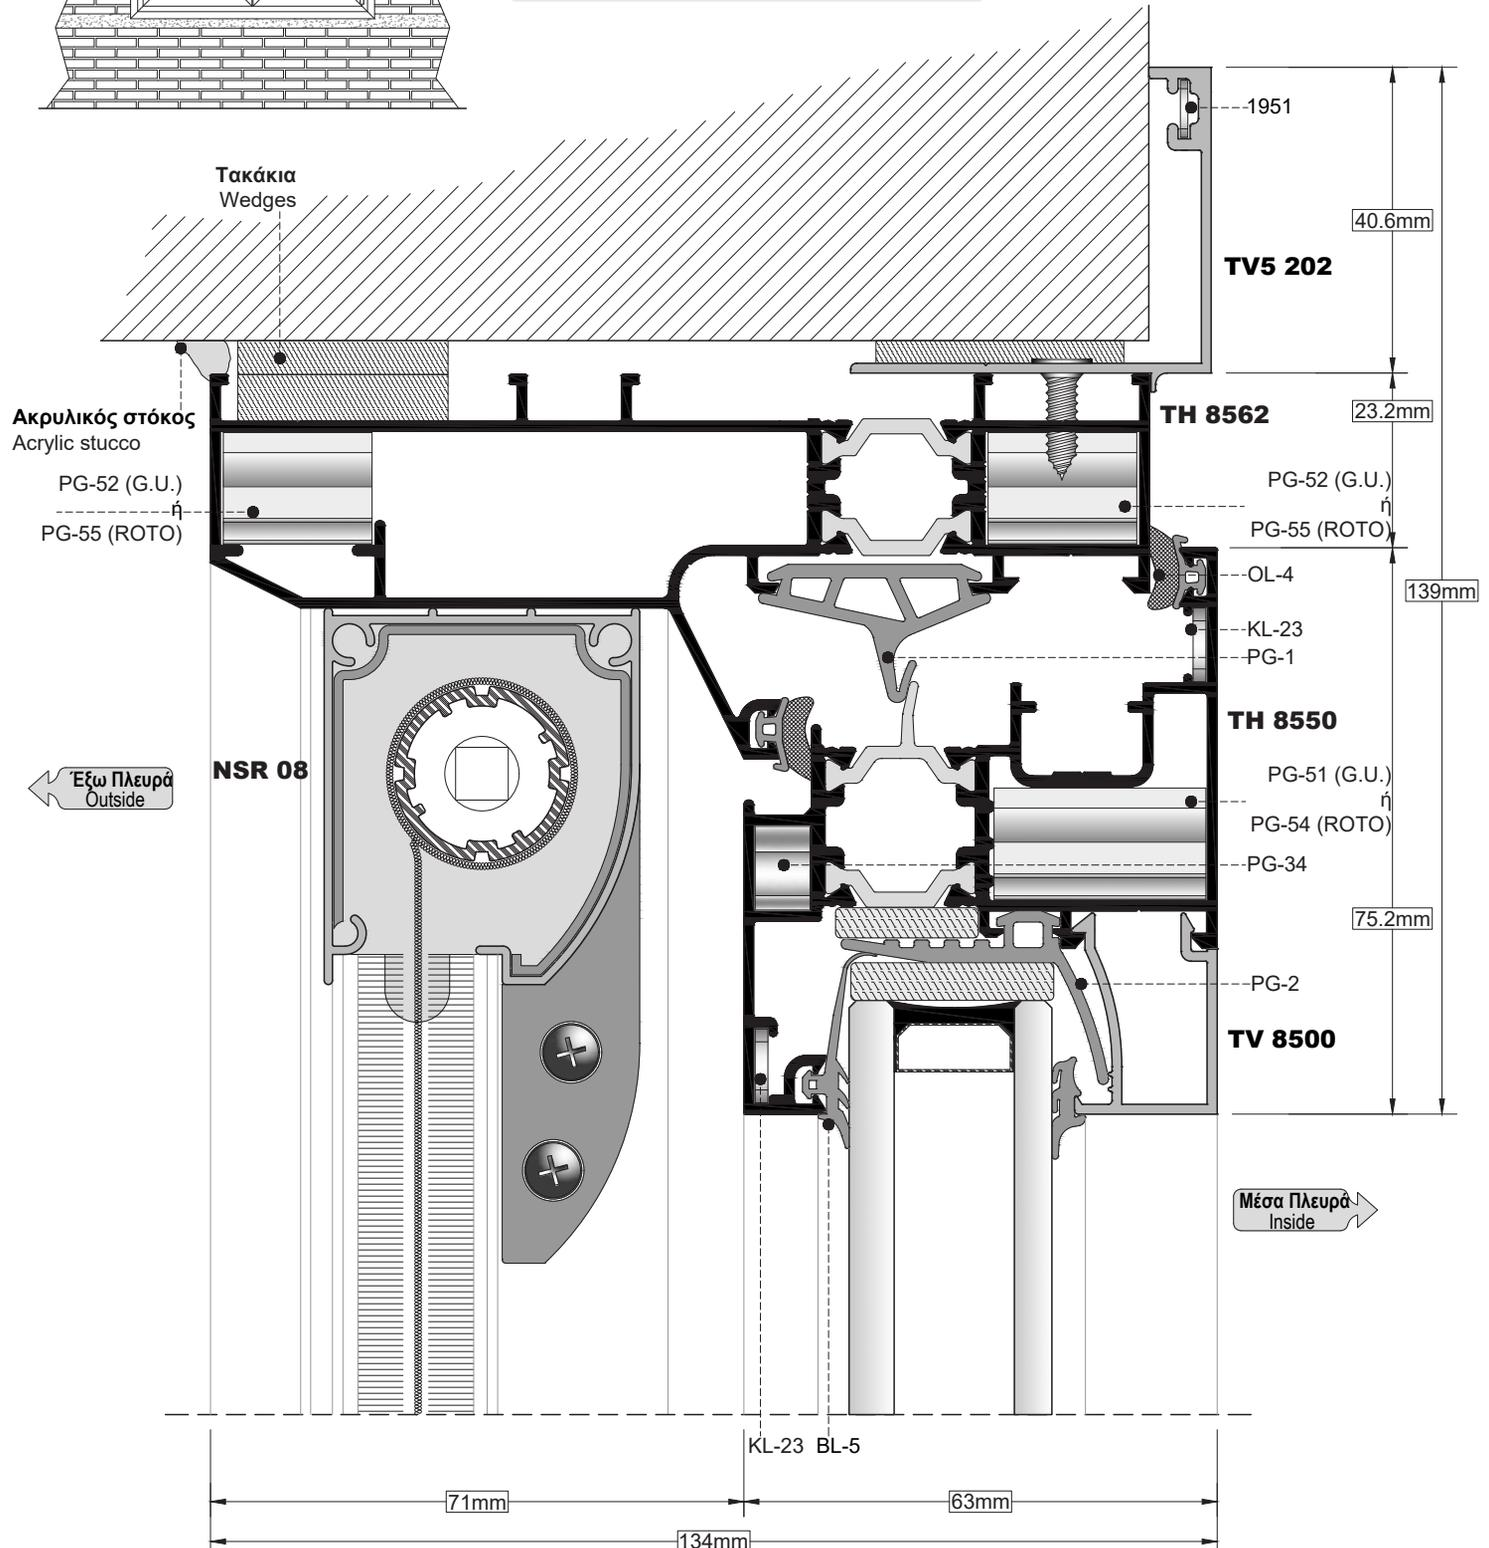 1951
Τακάκια
Wedges
40.6mm
TV5 202
Ακρυλικός στόκος
Acrylic stucco
TH 8562
23.2mm
PG-52 (G.U.)
ή
PG-55 (ROTO)
PG-52 (G.U.)
ή
PG-55 (ROTO)
OL-4
139mm
KL-23
PG-1
TH 8550
NSR 08
Έξω Πλευρά
Outside
PG-51 (G.U.)
ή
PG-54 (ROTO)
PG-34
75.2mm
PG-2
TV 8500
Μέσα Πλευρά
Inside
KL-23
BL-5
71mm
63mm
134mm